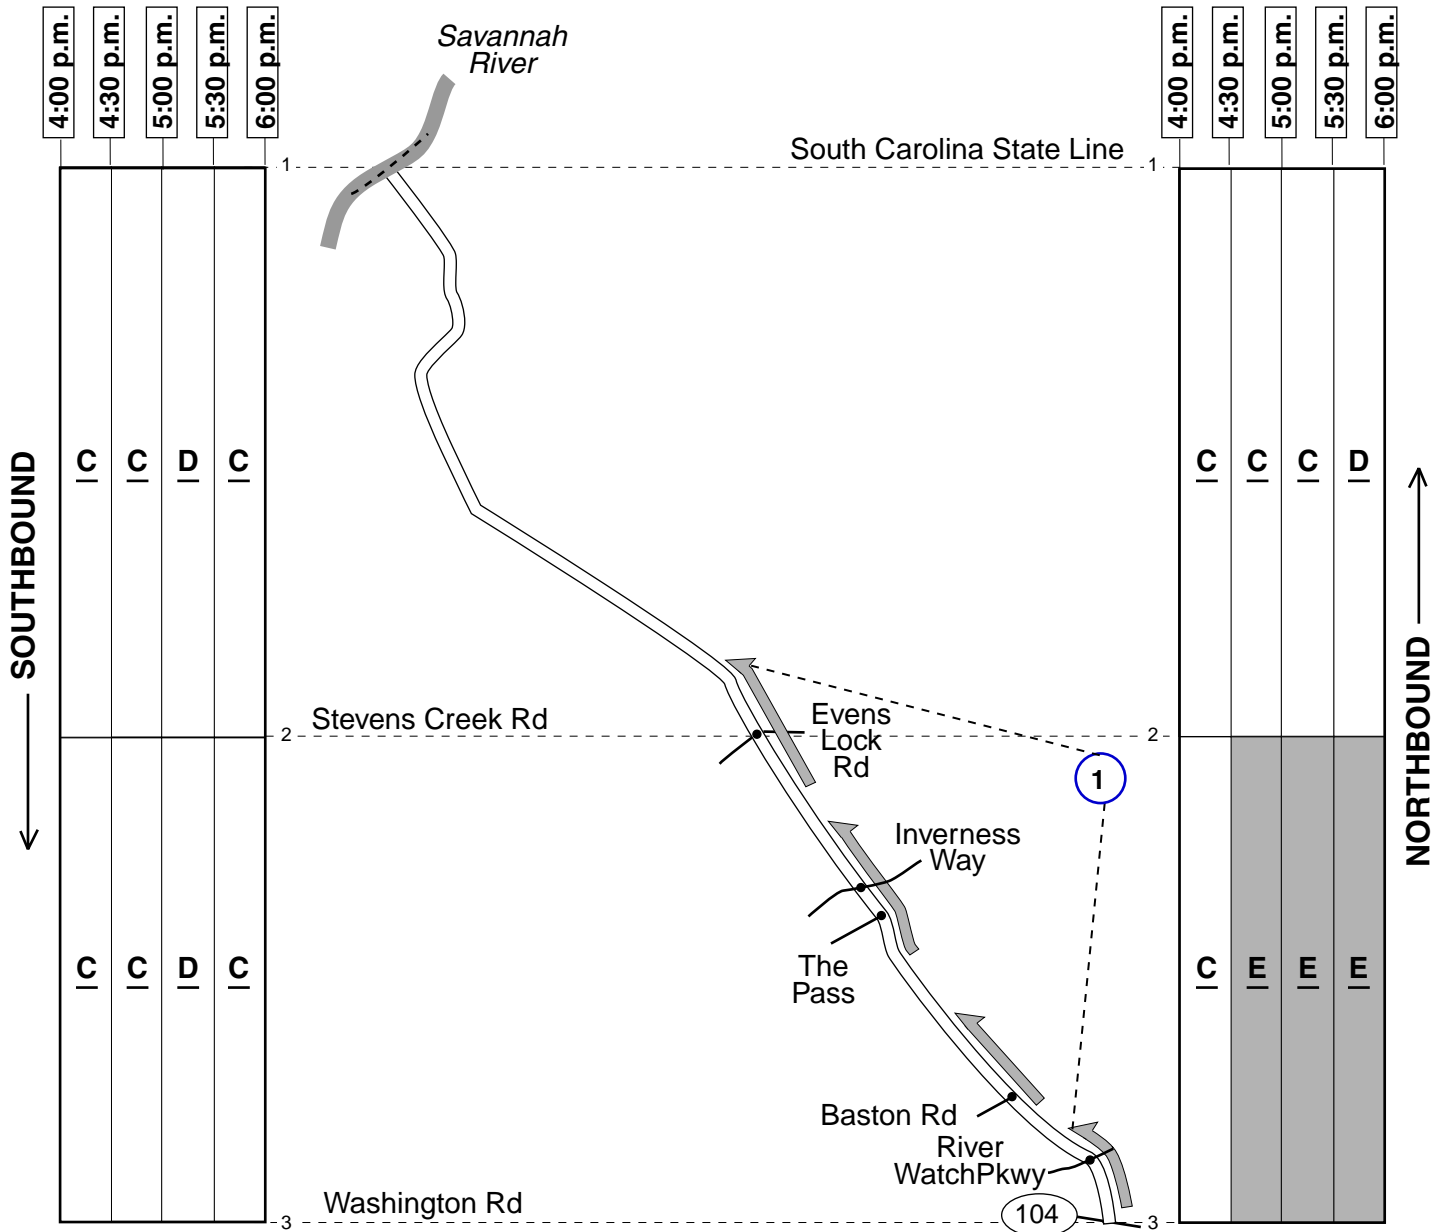 4:00 p.m.
4:30 p.m.
5:00 p.m.
5:30 p.m.
6:00 p.m.
Savannah
River
4:00 p.m.
4:30 p.m.
5:00 p.m.
5:30 p.m.
6:00 p.m.
1
South Carolina State Line
1
SOUTHBOUND
C C D C
C C C D
NORTHBOUND
Stevens Creek Rd
2
Evens
Lock
Rd
2
1
Inverness
Way
C C D C
The
Pass
C E E E
Baston Rd
River
WatchPkwy
Washington Rd
3
104
3